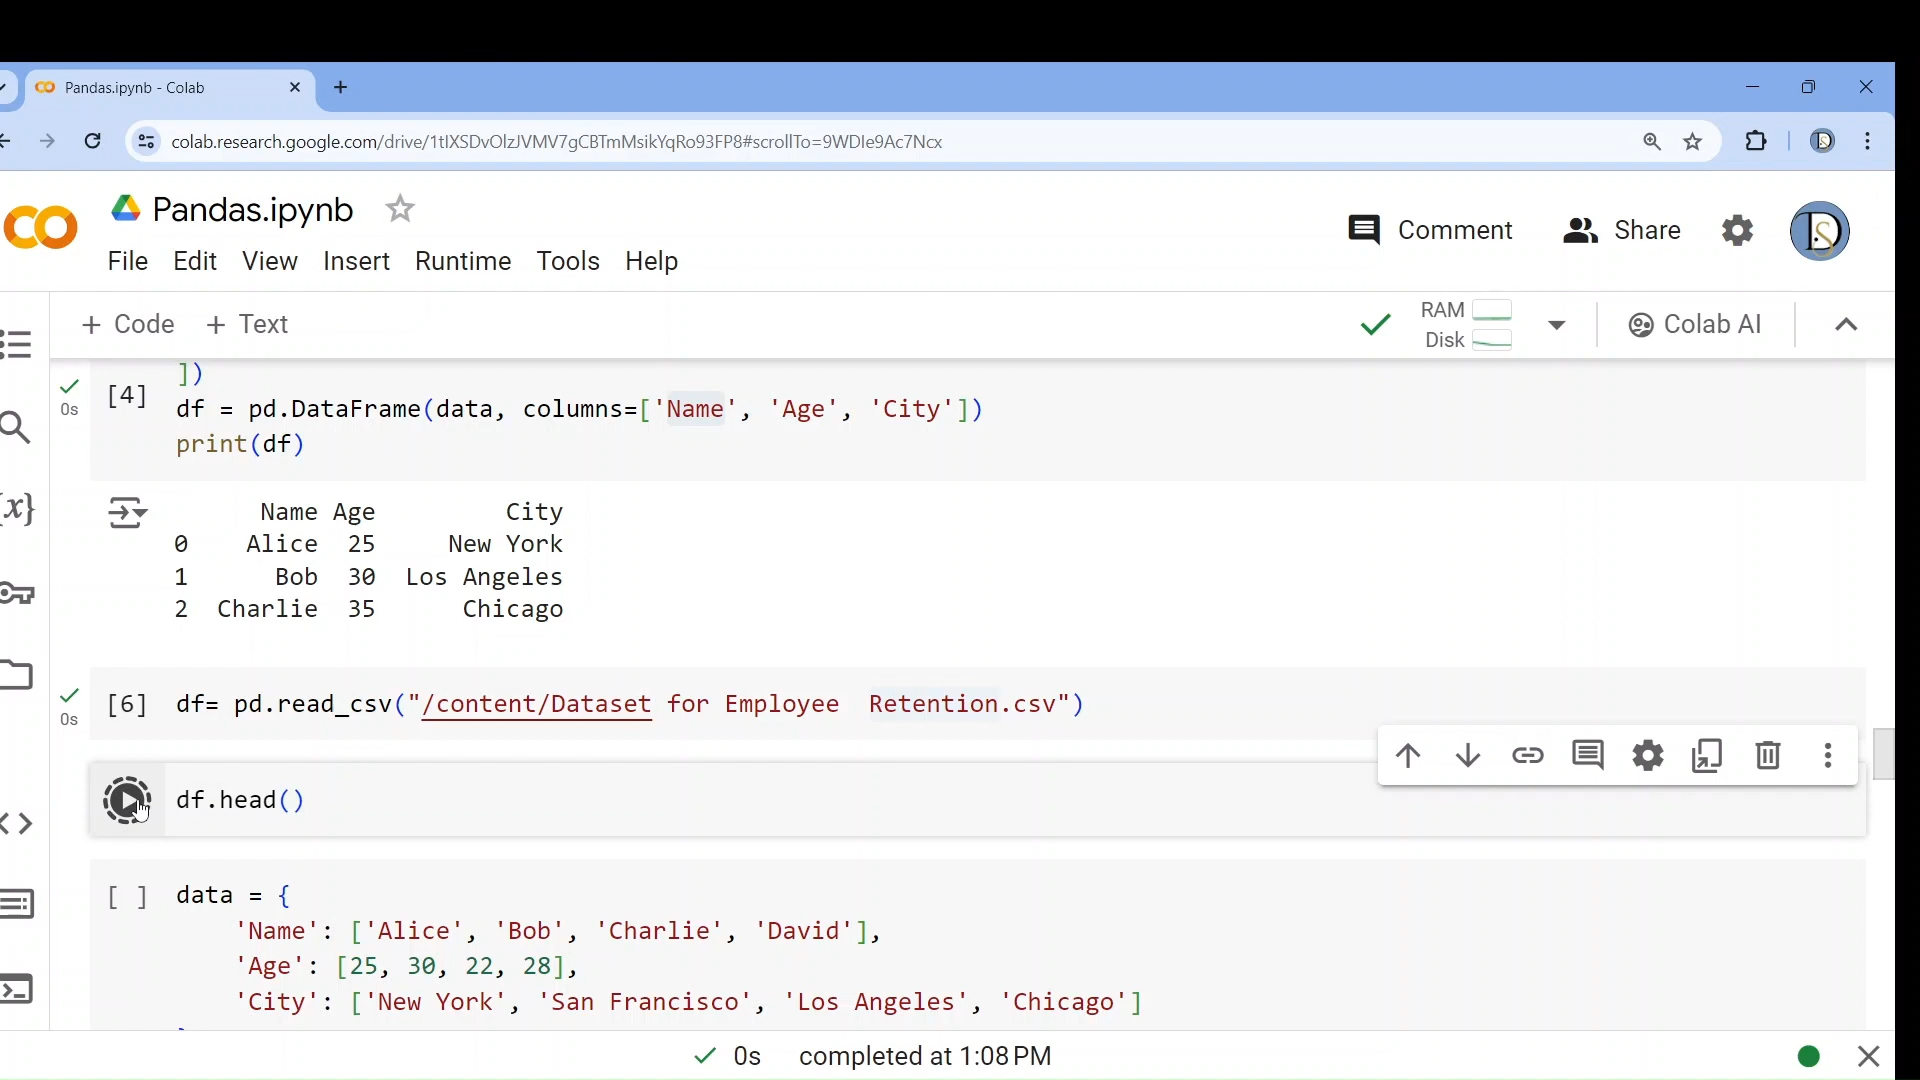 Pandas.ipynb - Colab
colab.research.google.com/drive/1tlXSDvOlzJVMV7gCBTmMsikYqRo93FP8#scrollTo=9WDIe9Ac7Ncx
Pandas.ipynb
Comment Share
File Edit View Insert Runtime Tools Help
+ Code + Text
RAM
Disk
Colab AI
])
[4] df = pd.DataFrame(data, columns=['Name', 'Age', 'City'])
0s
print(df)
{x}
Name Age City
0 Alice 25 New York
1 Bob 30 Los Angeles
2 Charlie 35 Chicago
[6] df= pd.read_csv("/content/Dataset for Employee  Retention.csv")
0s
df.head()
[ ] data = {
'Name': ['Alice', 'Bob', 'Charlie', 'David'],
'Age': [25, 30, 22, 28],
'City': ['New York', 'San Francisco', 'Los Angeles', 'Chicago']
0s completed at 1:08 PM